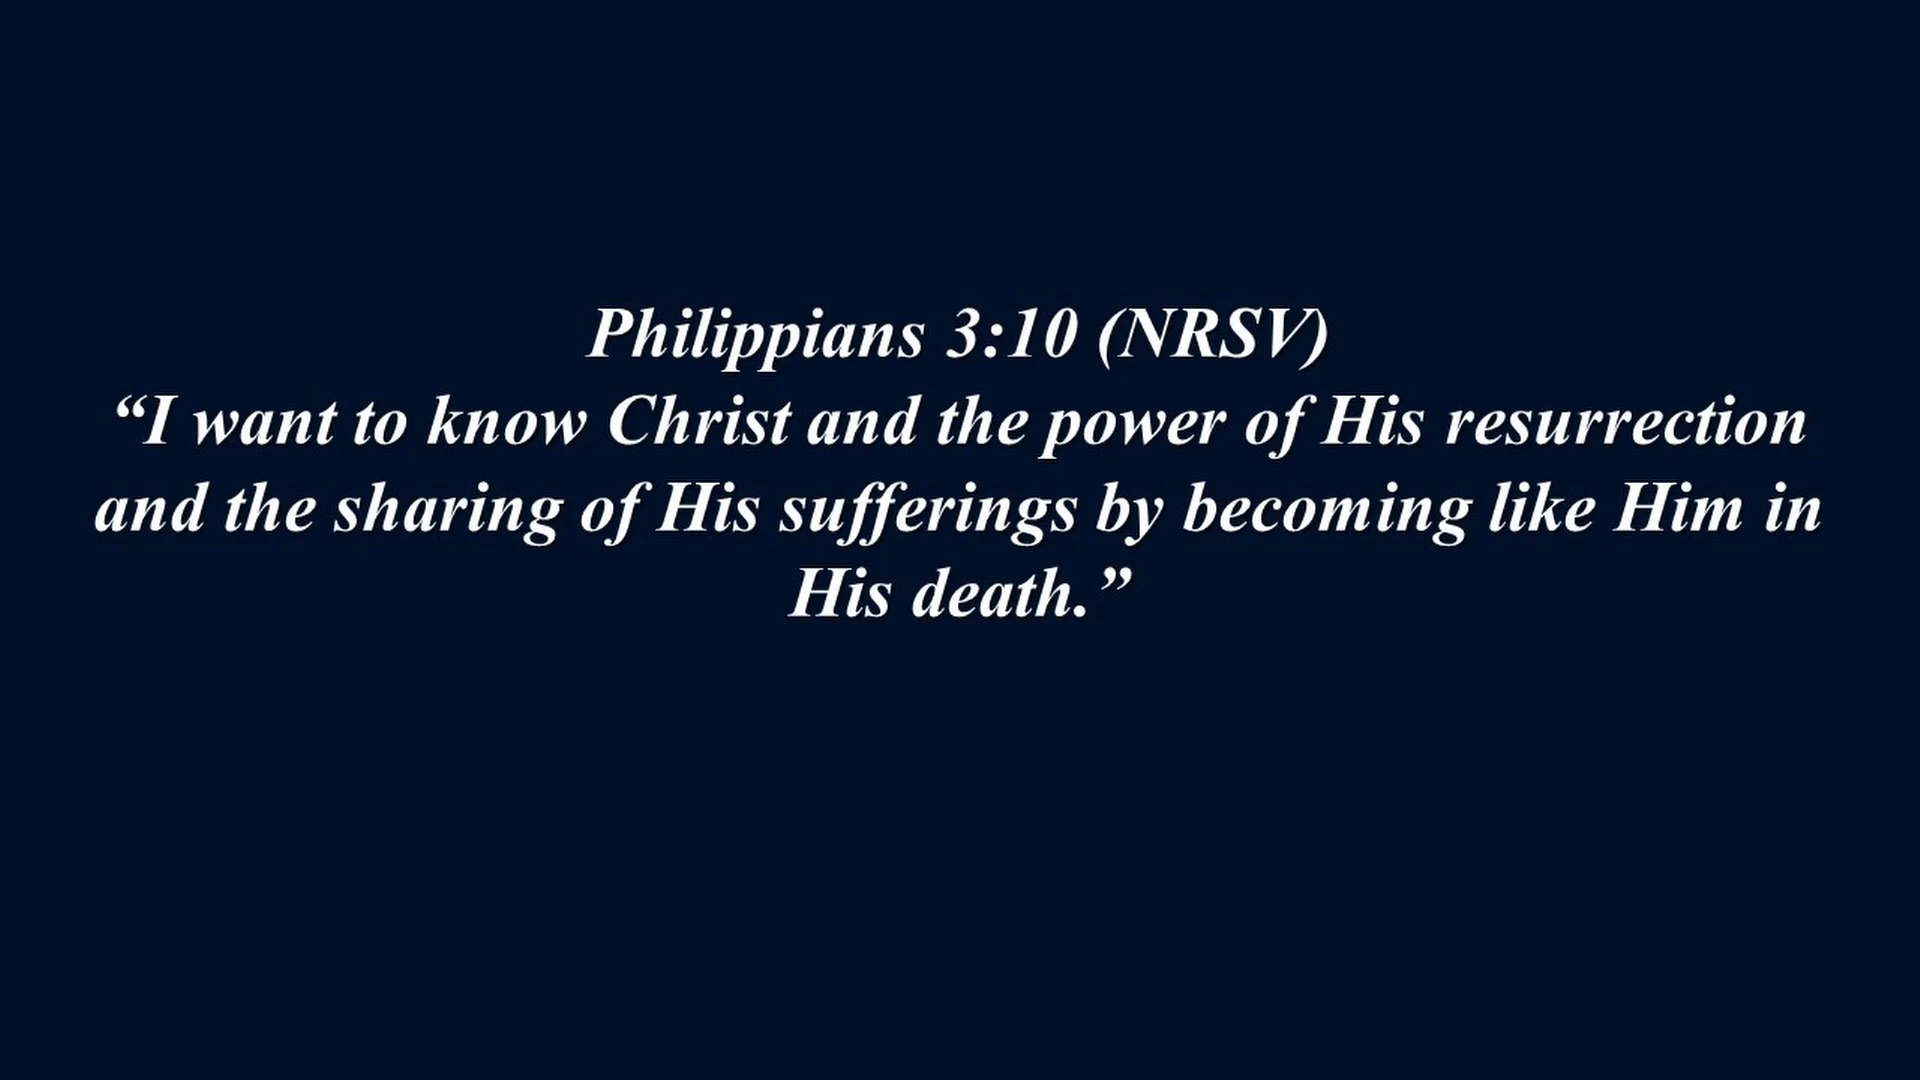 Philippians 3:10 (NRSV)
“I want to know Christ and the power of His resurrection
and the sharing of His sufferings by becoming like Him in
His death.”